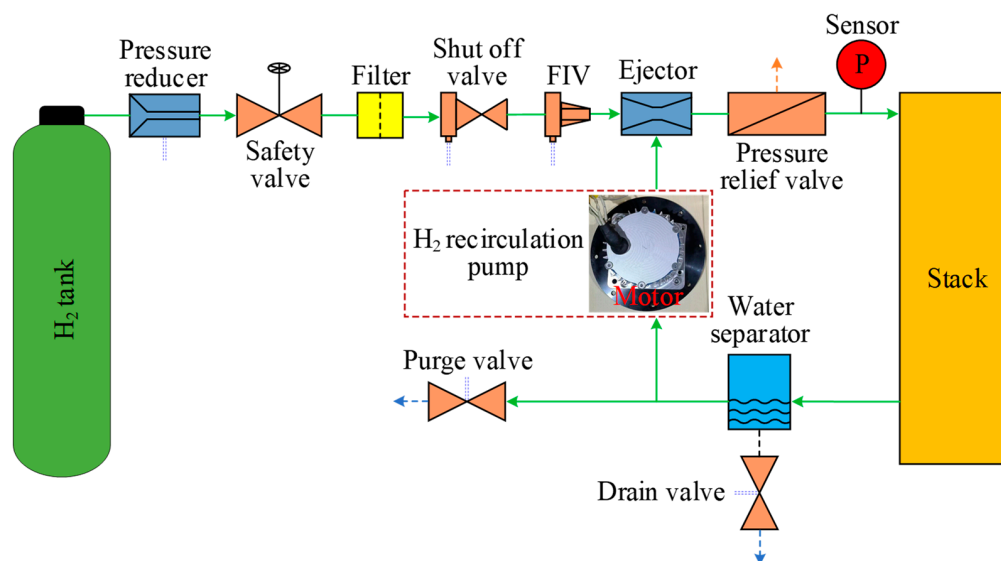 Pressure
reducer
Safety
valve
Filter
Shut off
valve
FIV
Ejector
Pressure
relief valve
Sensor
P
H₂ tank
H₂ recirculation
pump
Motor
Stack
Water
separator
Purge valve
Drain valve